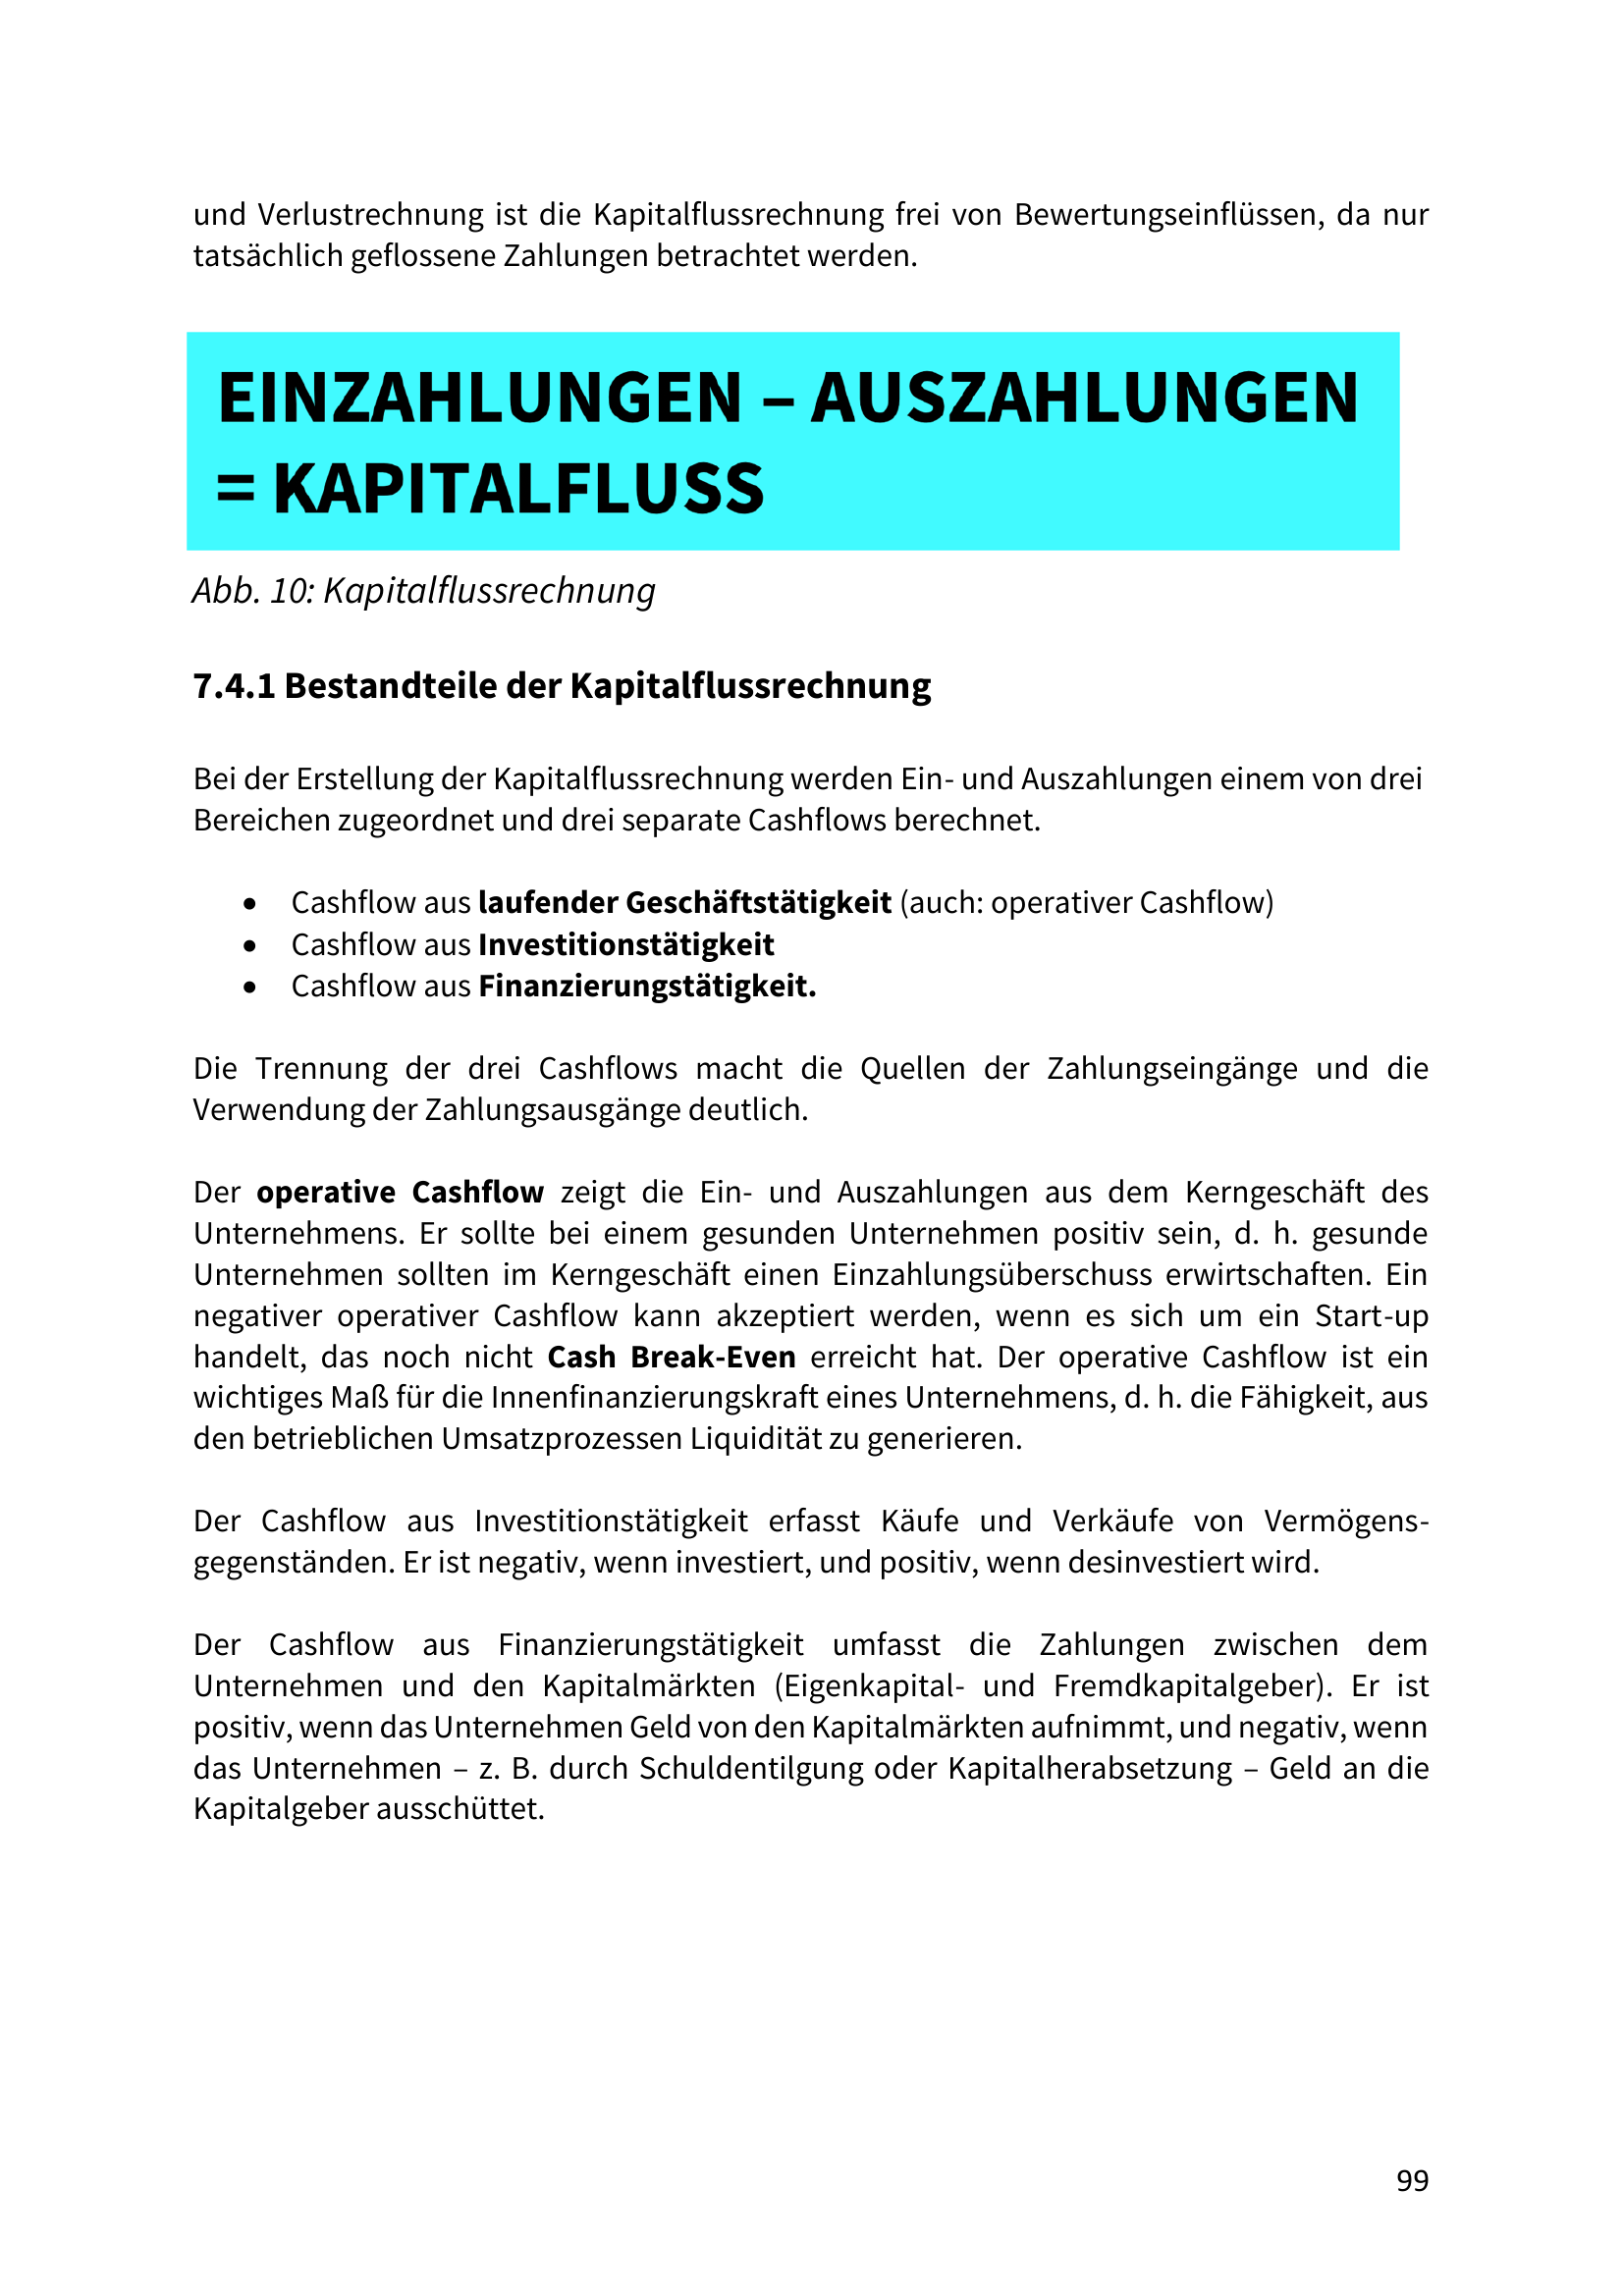 und Verlustrechnung ist die Kapitalflussrechnung frei von Bewertungseinflüssen, da nur
tatsächlich geflossene Zahlungen betrachtet werden.
EINZAHLUNGEN – AUSZAHLUNGEN
= KAPITALFLUSS
Abb. 10: Kapitalflussrechnung
7.4.1 Bestandteile der Kapitalflussrechnung
Bei der Erstellung der Kapitalflussrechnung werden Ein- und Auszahlungen einem von drei
Bereichen zugeordnet und drei separate Cashflows berechnet.
• Cashflow aus laufender Geschäftstätigkeit (auch: operativer Cashflow)
• Cashflow aus Investitionstätigkeit
• Cashflow aus Finanzierungstätigkeit.
Die Trennung der drei Cashflows macht die Quellen der Zahlungseingänge und die
Verwendung der Zahlungsausgänge deutlich.
Der operative Cashflow zeigt die Ein- und Auszahlungen aus dem Kerngeschäft des
Unternehmens. Er sollte bei einem gesunden Unternehmen positiv sein, d. h. gesunde
Unternehmen sollten im Kerngeschäft einen Einzahlungsüberschuss erwirtschaften. Ein
negativer operativer Cashflow kann akzeptiert werden, wenn es sich um ein Start-up
handelt, das noch nicht Cash Break-Even erreicht hat. Der operative Cashflow ist ein
wichtiges Maß für die Innenfinanzierungskraft eines Unternehmens, d. h. die Fähigkeit, aus
den betrieblichen Umsatzprozessen Liquidität zu generieren.
Der Cashflow aus Investitionstätigkeit erfasst Käufe und Verkäufe von Vermögens-
gegenständen. Er ist negativ, wenn investiert, und positiv, wenn desinvestiert wird.
Der Cashflow aus Finanzierungstätigkeit umfasst die Zahlungen zwischen dem
Unternehmen und den Kapitalmärkten (Eigenkapital- und Fremdkapitalgeber). Er ist
positiv, wenn das Unternehmen Geld von den Kapitalmärkten aufnimmt, und negativ, wenn
das Unternehmen – z. B. durch Schuldentilgung oder Kapitalherabsetzung – Geld an die
Kapitalgeber ausschüttet.
99